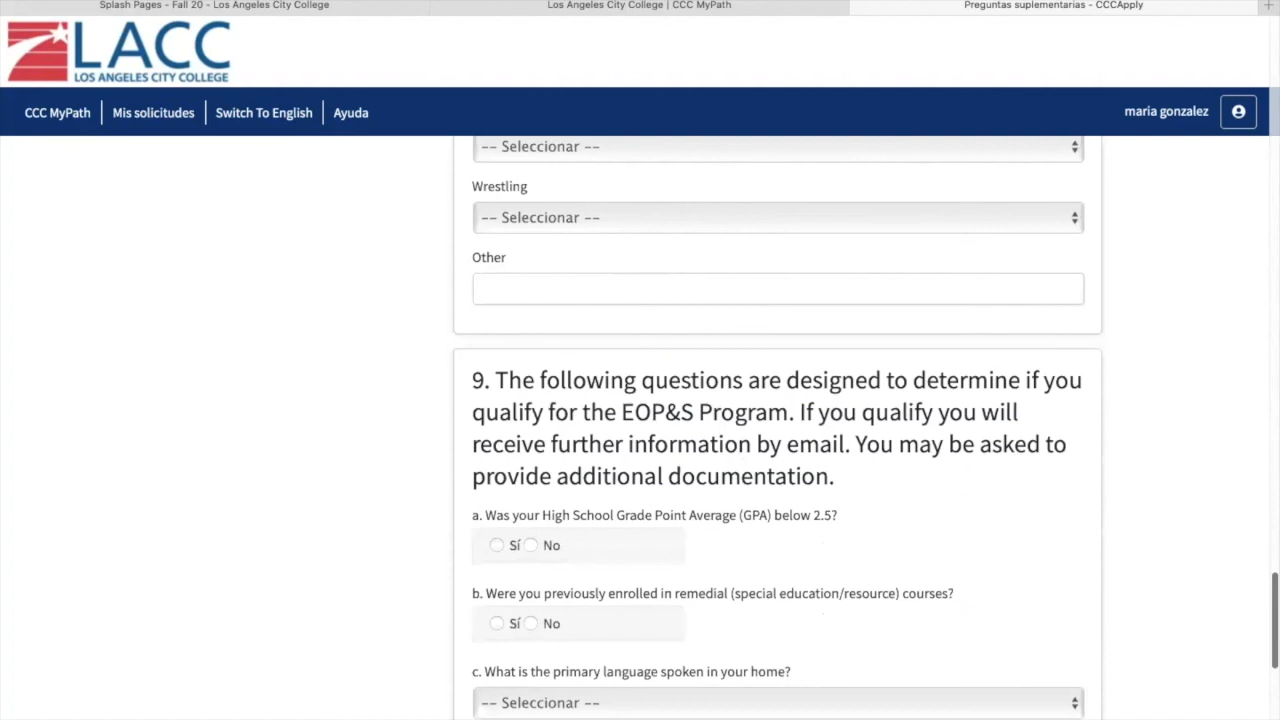 Splash Pages - Fall 20 - Los Angeles City College
Los Angeles City College | CCC MyPath
Preguntas suplementarias - CCCApply
+
LACC
LOS ANGELES CITY COLLEGE
CCC MyPath
Mis solicitudes
Switch To English
Ayuda
maria gonzalez
-- Seleccionar --
Wrestling
-- Seleccionar --
Other
9. The following questions are designed to determine if you
qualify for the EOP&S Program. If you qualify you will
receive further information by email. You may be asked to
provide additional documentation.
a. Was your High School Grade Point Average (GPA) below 2.5?
Sí No
b. Were you previously enrolled in remedial (special education/resource) courses?
Sí No
c. What is the primary language spoken in your home?
-- Seleccionar --